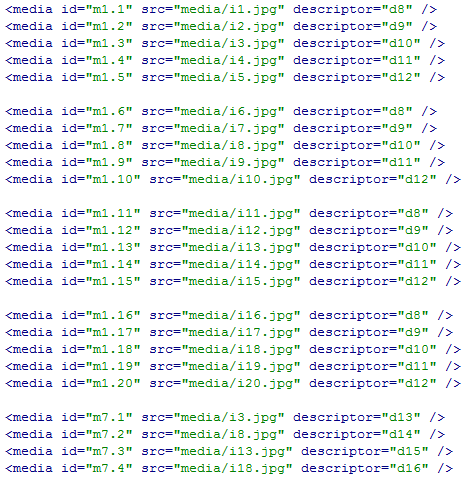 <media id="m1.1" src="media/i1.jpg" descriptor="d8" />
<media id="m1.2" src="media/i2.jpg" descriptor="d9" />
<media id="m1.3" src="media/i3.jpg" descriptor="d10" />
<media id="m1.4" src="media/i4.jpg" descriptor="d11" />
<media id="m1.5" src="media/i5.jpg" descriptor="d12" />
<media id="m1.6" src="media/i6.jpg" descriptor="d8" />
<media id="m1.7" src="media/i7.jpg" descriptor="d9" />
<media id="m1.8" src="media/i8.jpg" descriptor="d10" />
<media id="m1.9" src="media/i9.jpg" descriptor="d11" />
<media id="m1.10" src="media/i10.jpg" descriptor="d12" />
<media id="m1.11" src="media/i11.jpg" descriptor="d8" />
<media id="m1.12" src="media/i12.jpg" descriptor="d9" />
<media id="m1.13" src="media/i13.jpg" descriptor="d10" />
<media id="m1.14" src="media/i14.jpg" descriptor="d11" />
<media id="m1.15" src="media/i15.jpg" descriptor="d12" />
<media id="m1.16" src="media/i16.jpg" descriptor="d8" />
<media id="m1.17" src="media/i17.jpg" descriptor="d9" />
<media id="m1.18" src="media/i18.jpg" descriptor="d10" />
<media id="m1.19" src="media/i19.jpg" descriptor="d11" />
<media id="m1.20" src="media/i20.jpg" descriptor="d12" />
<media id="m7.1" src="media/i3.jpg" descriptor="d13" />
<media id="m7.2" src="media/i8.jpg" descriptor="d14" />
<media id="m7.3" src="media/i13.jpg" descriptor="d15" />
<media id="m7.4" src="media/i18.jpg" descriptor="d16" />